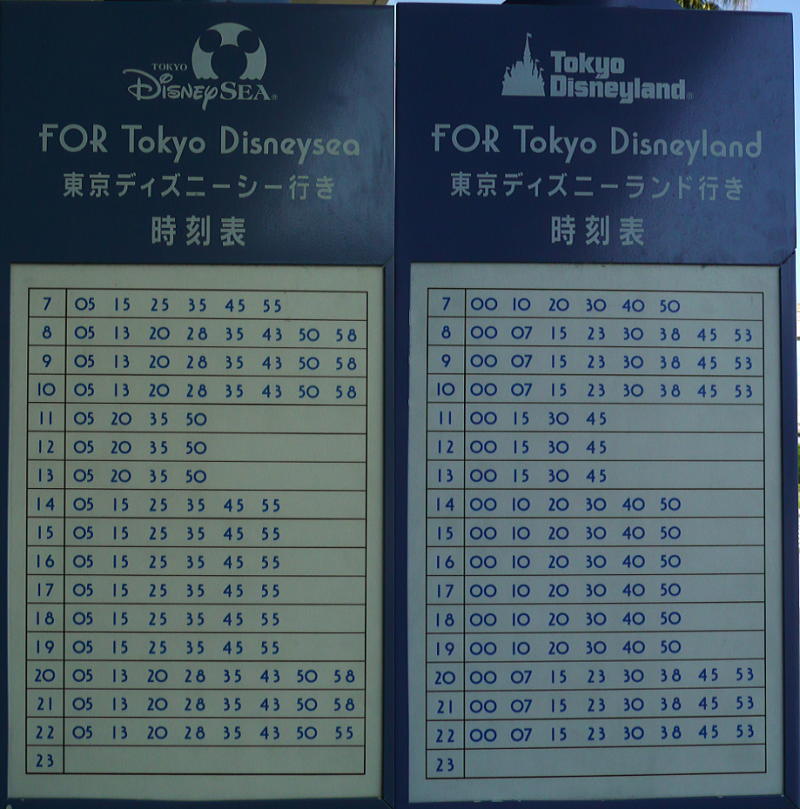 TOKYO
DISNEYSEA®
FOR Tokyo Disneysea
東京ディズニーシー行き
時刻表
7 05 15 25 35 45 55
8 05 13 20 28 35 43 50 58
9 05 13 20 28 35 43 50 58
10 05 13 20 28 35 43 50 58
11 05 20 35 50
12 05 20 35 50
13 05 20 35 50
14 05 15 25 35 45 55
15 05 15 25 35 45 55
16 05 15 25 35 45 55
17 05 15 25 35 45 55
18 05 15 25 35 45 55
19 05 15 25 35 45 55
20 05 13 20 28 35 43 50 58
21 05 13 20 28 35 43 50 58
22 05 13 20 28 35 43 50 55
23
Tokyo
Disneyland®
FOR Tokyo Disneyland
東京ディズニーランド行き
時刻表
7 00 10 20 30 40 50
8 00 07 15 23 30 38 45 53
9 00 07 15 23 30 38 45 53
10 00 07 15 23 30 38 45 53
11 00 15 30 45
12 00 15 30 45
13 00 15 30 45
14 00 10 20 30 40 50
15 00 10 20 30 40 50
16 00 10 20 30 40 50
17 00 10 20 30 40 50
18 00 10 20 30 40 50
19 00 10 20 30 40 50
20 00 07 15 23 30 38 45 53
21 00 07 15 23 30 38 45 53
22 00 07 15 23 30 38 45 53
23